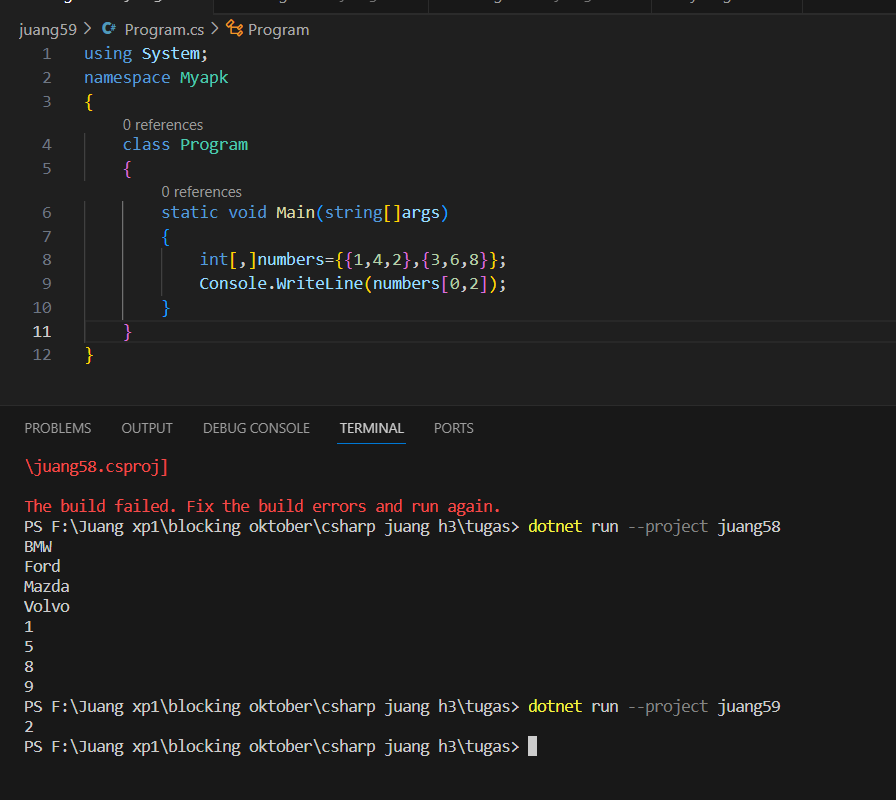 juang59 > C# Program.cs > Program
1 using System;
2 namespace Myapk
3 {
0 references
4 class Program
5 {
0 references
6 static void Main(string[]args)
7 {
8 int[,]numbers={{1,4,2},{3,6,8}};
9 Console.WriteLine(numbers[0,2]);
10 }
11 }
12 }
PROBLEMS OUTPUT DEBUG CONSOLE TERMINAL PORTS
\juang58.csproj]
The build failed. Fix the build errors and run again.
PS F:\Juang xp1\blocking oktober\csharp juang h3\tugas> dotnet run --project juang58
BMW
Ford
Mazda
Volvo
1
5
8
9
PS F:\Juang xp1\blocking oktober\csharp juang h3\tugas> dotnet run --project juang59
2
PS F:\Juang xp1\blocking oktober\csharp juang h3\tugas>